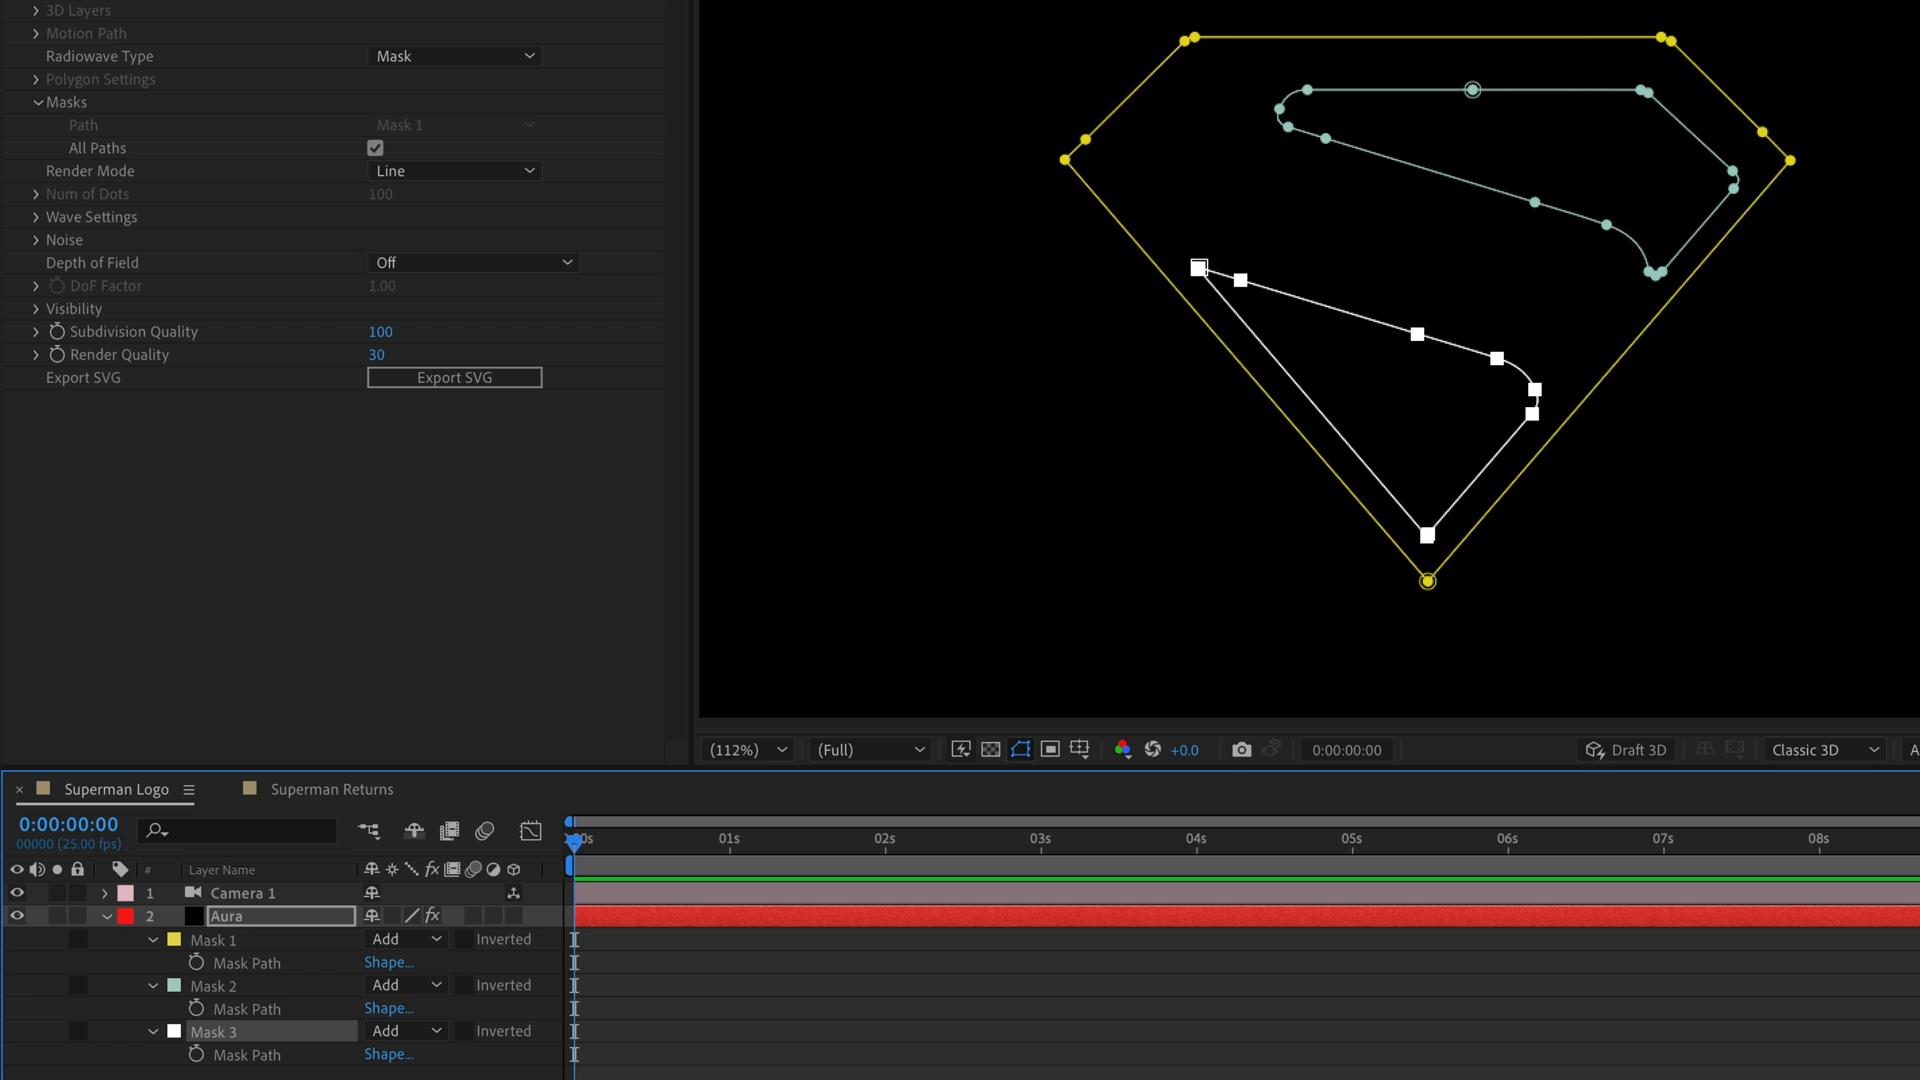 3D Layers
Motion Path
Radiowave Type Mask
Polygon Settings
Masks
Path Mask 1
All Paths
Render Mode Line
Num of Dots 100
Wave Settings
Noise
Depth of Field Off
DoF Factor 1.00
Visibility
Subdivision Quality 100
Render Quality 30
Export SVG Export SVG
(112%) (Full) +0.0 0:00:00:00 Draft 3D Classic 3D A
× Superman Logo Superman Returns
0:00:00:00
00000 (25.00 fps)
:00s 01s 02s 03s 04s 05s 06s 07s 08s
# Layer Name fx
1 Camera 1
2 Aura fx
Mask 1 Add Inverted
Mask Path Shape...
Mask 2 Add Inverted
Mask Path Shape...
Mask 3 Add Inverted
Mask Path Shape...